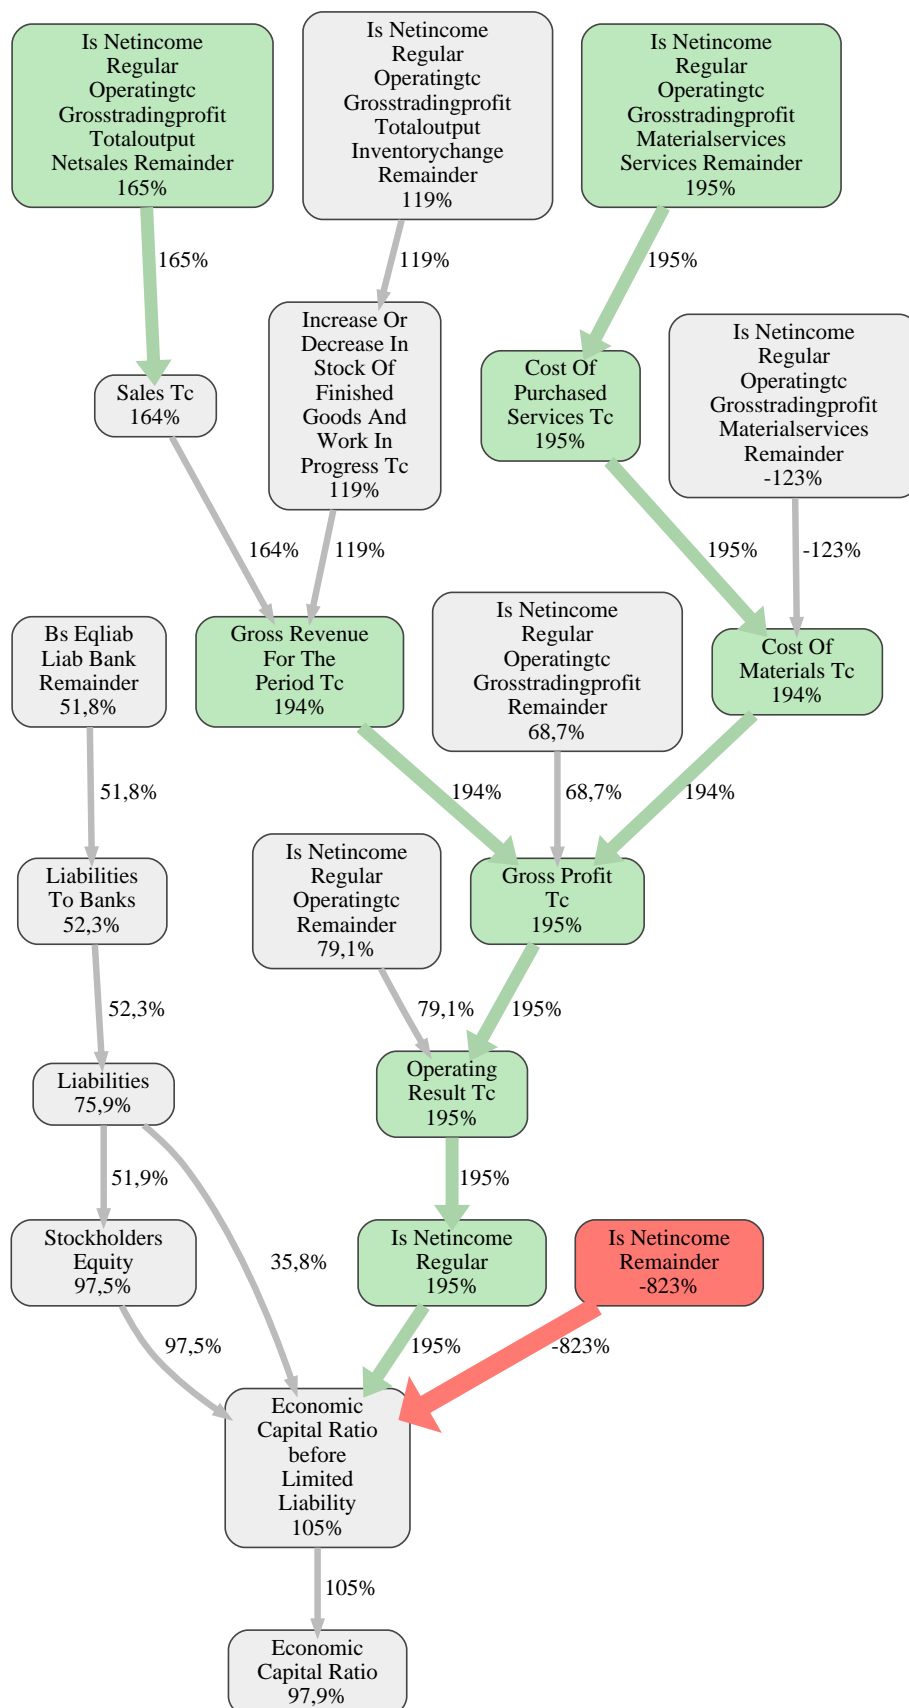 Is Netincome
Regular
Operatingtc
Grosstradingprofit
Totaloutput
Netsales Remainder
165%
Is Netincome
Regular
Operatingtc
Grosstradingprofit
Totaloutput
Inventorychange
Remainder
119%
Is Netincome
Regular
Operatingtc
Grosstradingprofit
Materialservices
Services Remainder
195%
165%
119%
195%
Sales Tc
164%
Increase Or
Decrease In
Stock Of
Finished
Goods And
Work In
Progress Tc
119%
Cost Of
Purchased
Services Tc
195%
Is Netincome
Regular
Operatingtc
Grosstradingprofit
Materialservices
Remainder
-123%
164%
119%
195%
-123%
Bs Eqliab
Liab Bank
Remainder
51,8%
Gross Revenue
For The
Period Tc
194%
Is Netincome
Regular
Operatingtc
Grosstradingprofit
Remainder
68,7%
Cost Of
Materials Tc
194%
51,8%
194%
68,7%
194%
Liabilities
To Banks
52,3%
Is Netincome
Regular
Operatingtc
Remainder
79,1%
Gross Profit
Tc
195%
52,3%
79,1%
195%
Liabilities
75,9%
Operating
Result Tc
195%
51,9%
35,8%
195%
Stockholders
Equity
97,5%
Is Netincome
Regular
195%
Is Netincome
Remainder
-823%
97,5%
195%
-823%
Economic
Capital Ratio
before
Limited
Liability
105%
105%
Economic
Capital Ratio
97,9%